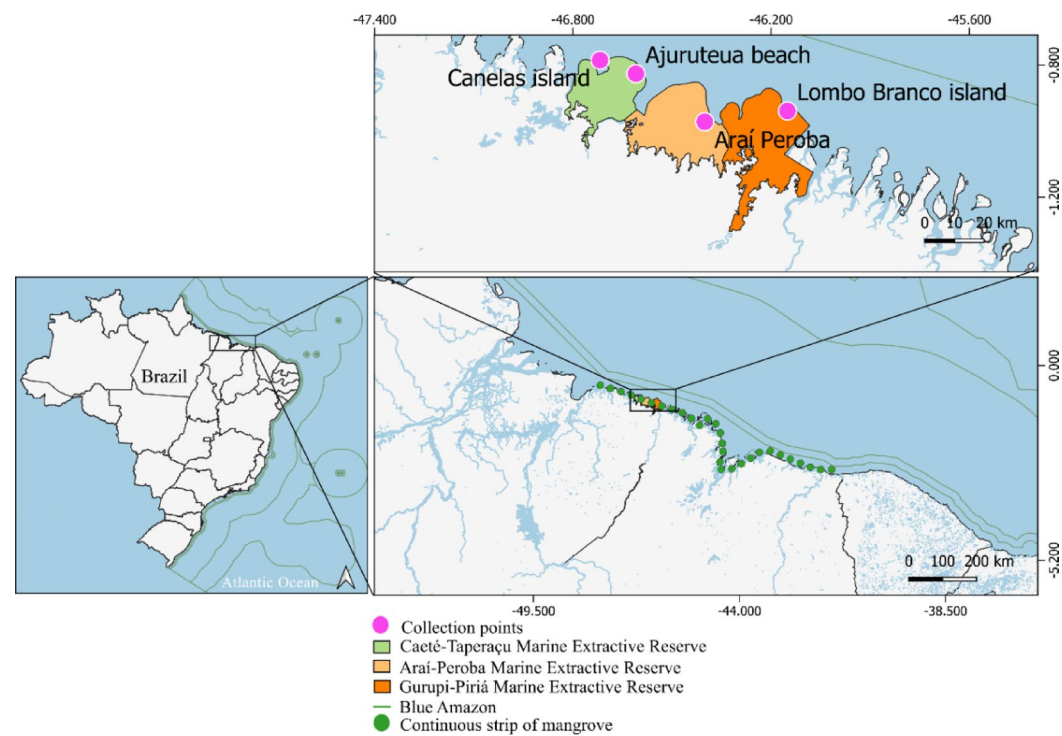 -47.400 -46.800 -46.200 -45.600
Ajuruteua beach
-0.800
Canelas island
Lombo Branco island
Araí Peroba
-1.200
0 10 20 km
Brazil
0.000
0 100 200 km
-5.200
Atlantic Ocean
-49.500 -44.000 -38.500
Collection points
Caeté-Taperaçu Marine Extractive Reserve
Araí-Peroba Marine Extractive Reserve
Gurupi-Piriá Marine Extractive Reserve
Blue Amazon
Continuous strip of mangrove